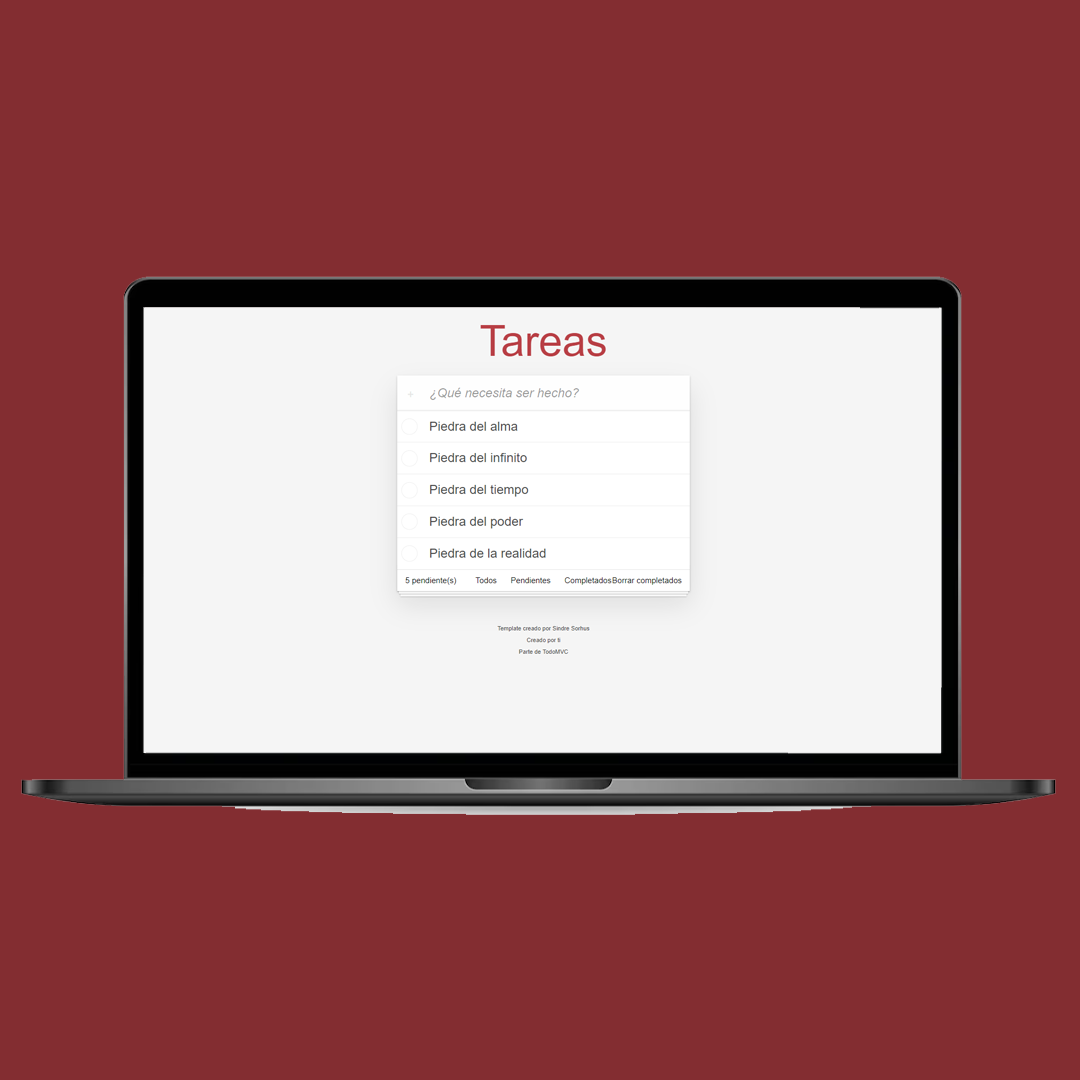 Tareas
¿Qué necesita ser hecho?
Piedra del alma
Piedra del infinito
Piedra del tiempo
Piedra del poder
Piedra de la realidad
5 pendiente(s) Todos Pendientes Completados Borrar completados
Template creado por Sindre Sorhus
Creado por ti
Parte de TodoMVC